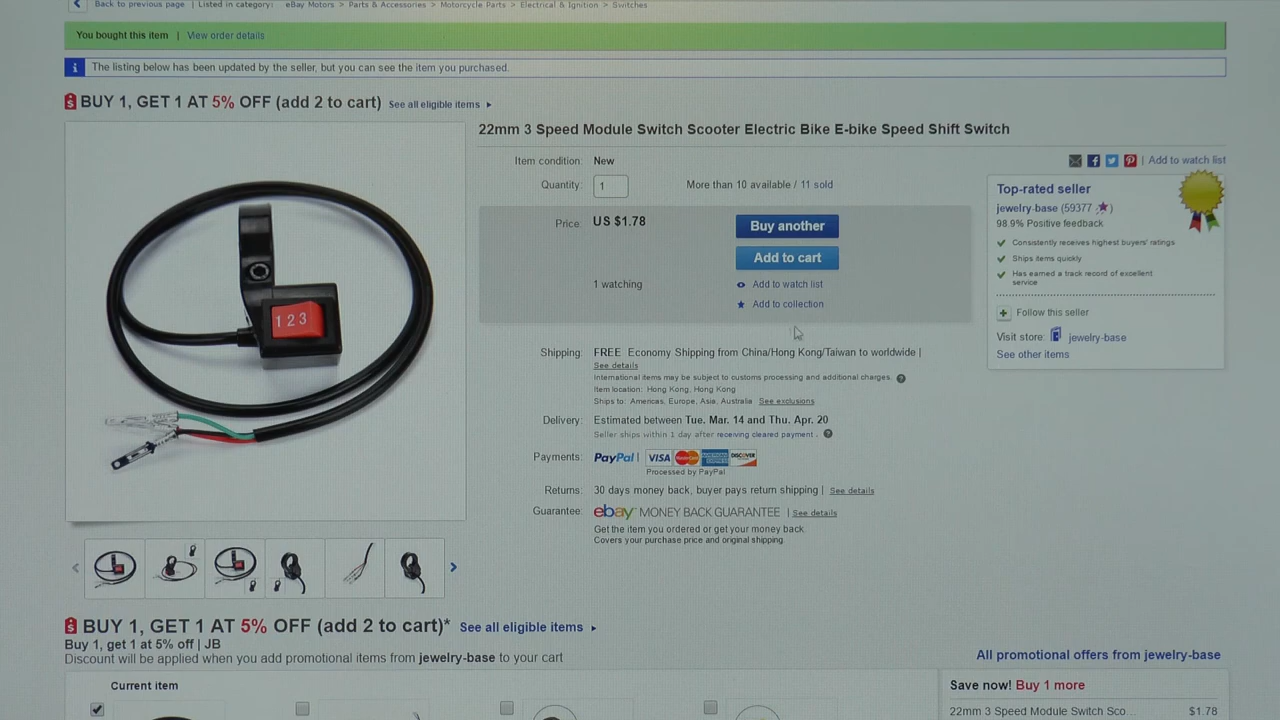 Back to previous page | Listed in category: eBay Motors > Parts & Accessories > Motorcycle Parts > Electrical & Ignition > Switches
You bought this item | View order details
i The listing below has been updated by the seller, but you can see the item you purchased.
$ BUY 1, GET 1 AT 5% OFF (add 2 to cart) See all eligible items
22mm 3 Speed Module Switch Scooter Electric Bike E-bike Speed Shift Switch
Item condition: New
| Add to watch list
Quantity: 1 More than 10 available / 11 sold
Price: US $1.78
Buy another
Add to cart
1 watching
Add to watch list
Add to collection
Top-rated seller
jewelry-base (59377 )
98.9% Positive feedback
Consistently receives highest buyers' ratings
Ships items quickly
Has earned a track record of excellent
service
Follow this seller
Visit store: jewelry-base
See other items
1 2 3
Shipping: FREE Economy Shipping from China/Hong Kong/Taiwan to worldwide |
See details
International items may be subject to customs processing and additional charges. ?
Item location: Hong Kong, Hong Kong
Ships to: Americas, Europe, Asia, Australia See exclusions
Delivery: Estimated between Tue. Mar. 14 and Thu. Apr. 20
Seller ships within 1 day after receiving cleared payment . ?
Payments: PayPal | VISA MasterCard DISCOVER
Processed by PayPal
Returns: 30 days money back, buyer pays return shipping | See details
Guarantee: ebay MONEY BACK GUARANTEE | See details
Get the item you ordered or get your money back.
Covers your purchase price and original shipping.
$ BUY 1, GET 1 AT 5% OFF (add 2 to cart)* See all eligible items
Buy 1, get 1 at 5% off | JB
Discount will be applied when you add promotional items from jewelry-base to your cart
All promotional offers from jewelry-base
Current item
Save now! Buy 1 more
22mm 3 Speed Module Switch Sco... $1.78